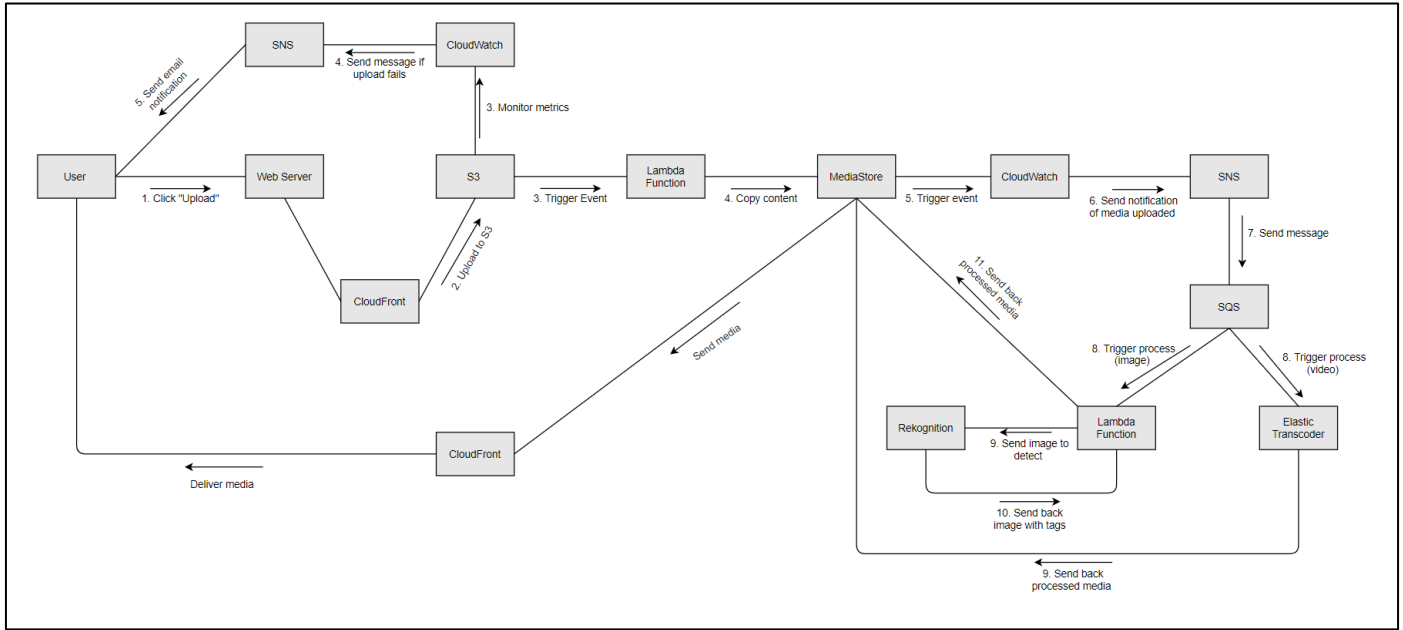 SNS
CloudWatch
4. Send message if
upload fails
5. Send email
notification
3. Monitor metrics
User
Web Server
S3
Lambda
Function
MediaStore
CloudWatch
SNS
1. Click "Upload"
3. Trigger Event
4. Copy content
5. Trigger event
6. Send notification
of media uploaded
7. Send message
2. Upload to S3
CloudFront
11. Send back
processed media
SQS
Send media
8. Trigger process
(image)
8. Trigger process
(video)
Rekognition
Lambda
Function
Elastic
Transcoder
9. Send image to
detect
CloudFront
Deliver media
10. Send back
image with tags
9. Send back
processed media